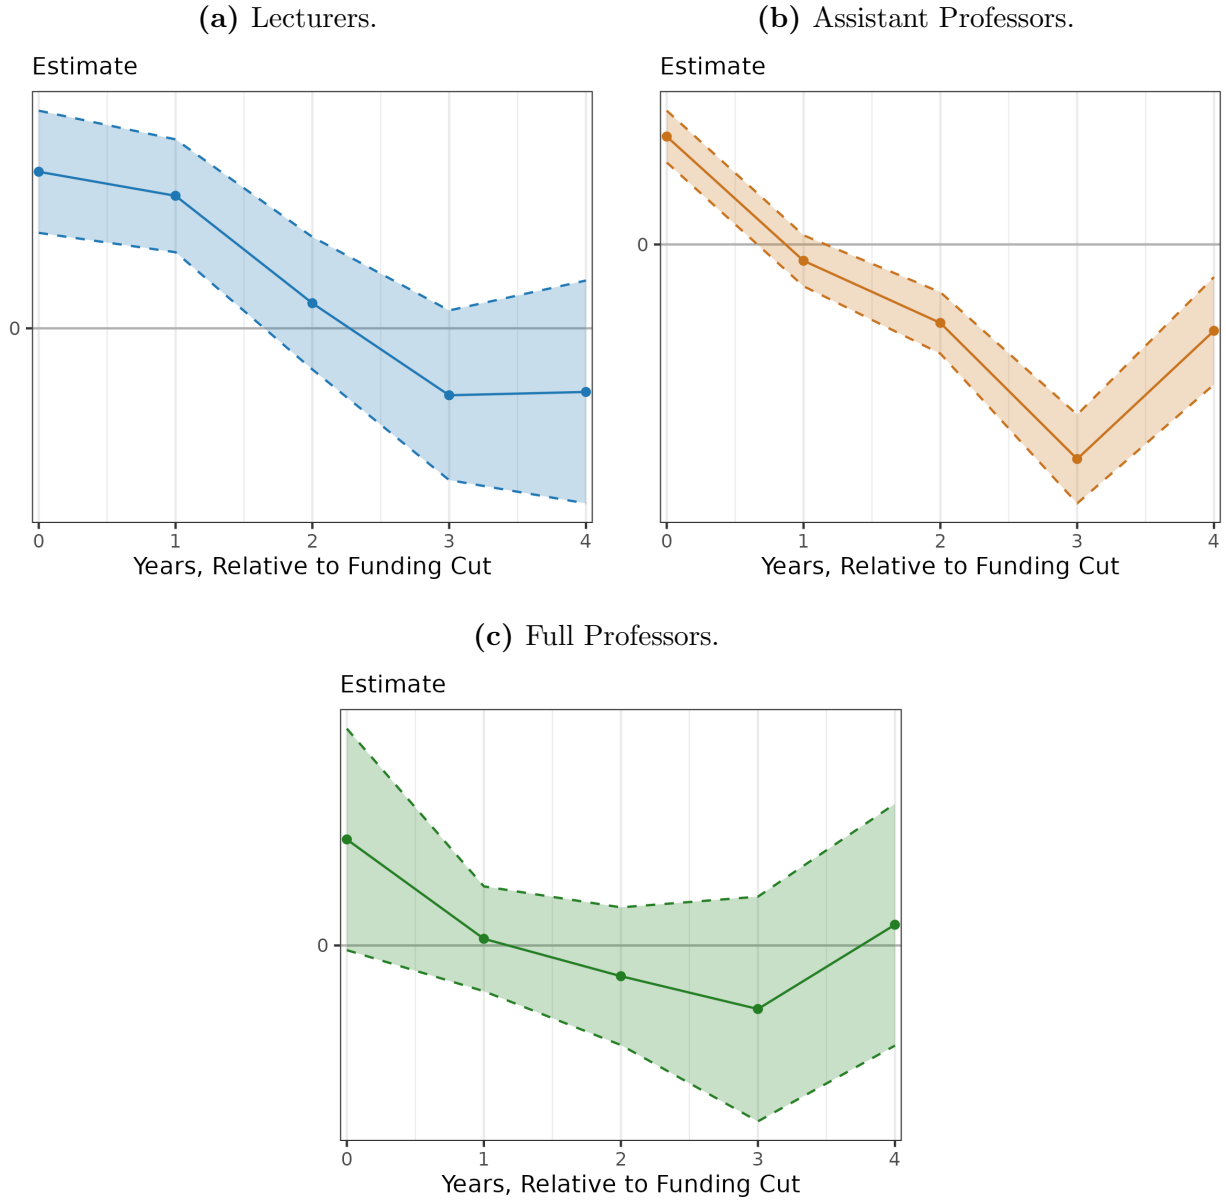 (a) Lecturers.
Estimate
0
0 1 2 3 4
Years, Relative to Funding Cut
(b) Assistant Professors.
Estimate
0
0 1 2 3 4
Years, Relative to Funding Cut
(c) Full Professors.
Estimate
0
0 1 2 3 4
Years, Relative to Funding Cut